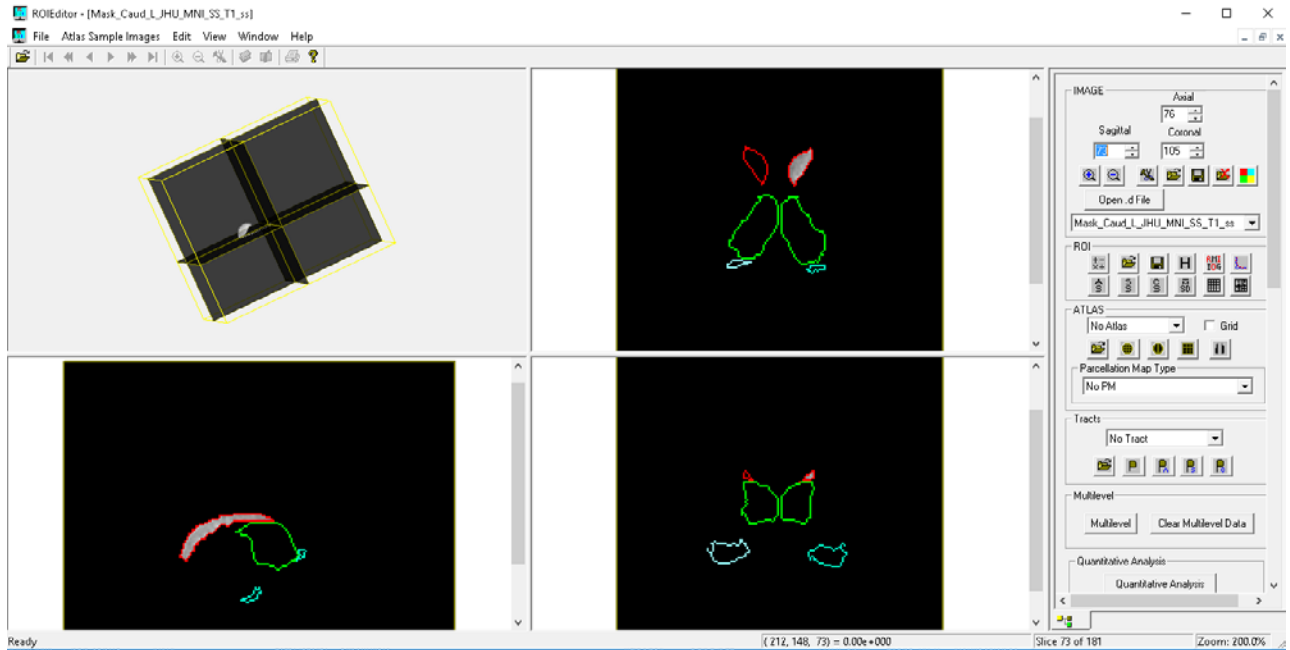 ROIEditor - [Mask_Caud_L_JHU_MNI_SS_T1_ss]
File Atlas Sample Images Edit View Window Help
IMAGE
Axial
76
Sagittal Coronal
73 105
Open .d File
Mask_Caud_L_JHU_MNI_SS_T1_ss
ROI
H
ATLAS
No Atlas Grid
Parcellation Map Type
No PM
Tracts
No Tract
Multilevel
Multilevel Clear Multilevel Data
Quantitative Analysis
Quantitative Analysis
Ready (212, 148, 73) = 0.00e+000 Slice 73 of 181 Zoom: 200.0%